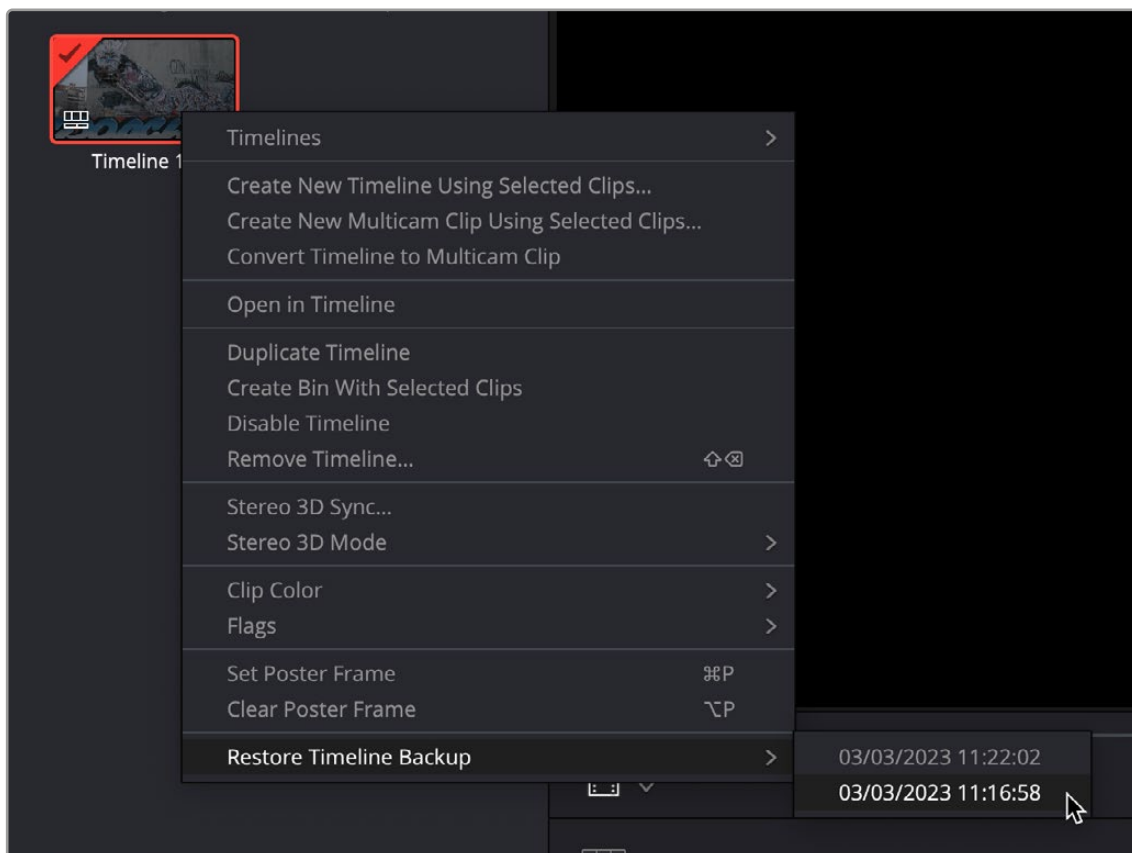 Timeline 1
Timelines
Create New Timeline Using Selected Clips...
Create New Multicam Clip Using Selected Clips...
Convert Timeline to Multicam Clip
Open in Timeline
Duplicate Timeline
Create Bin With Selected Clips
Disable Timeline
Remove Timeline... ⇧⌫
Stereo 3D Sync...
Stereo 3D Mode
Clip Color
Flags
Set Poster Frame ⌘P
Clear Poster Frame ⌥P
Restore Timeline Backup
03/03/2023 11:22:02
03/03/2023 11:16:58